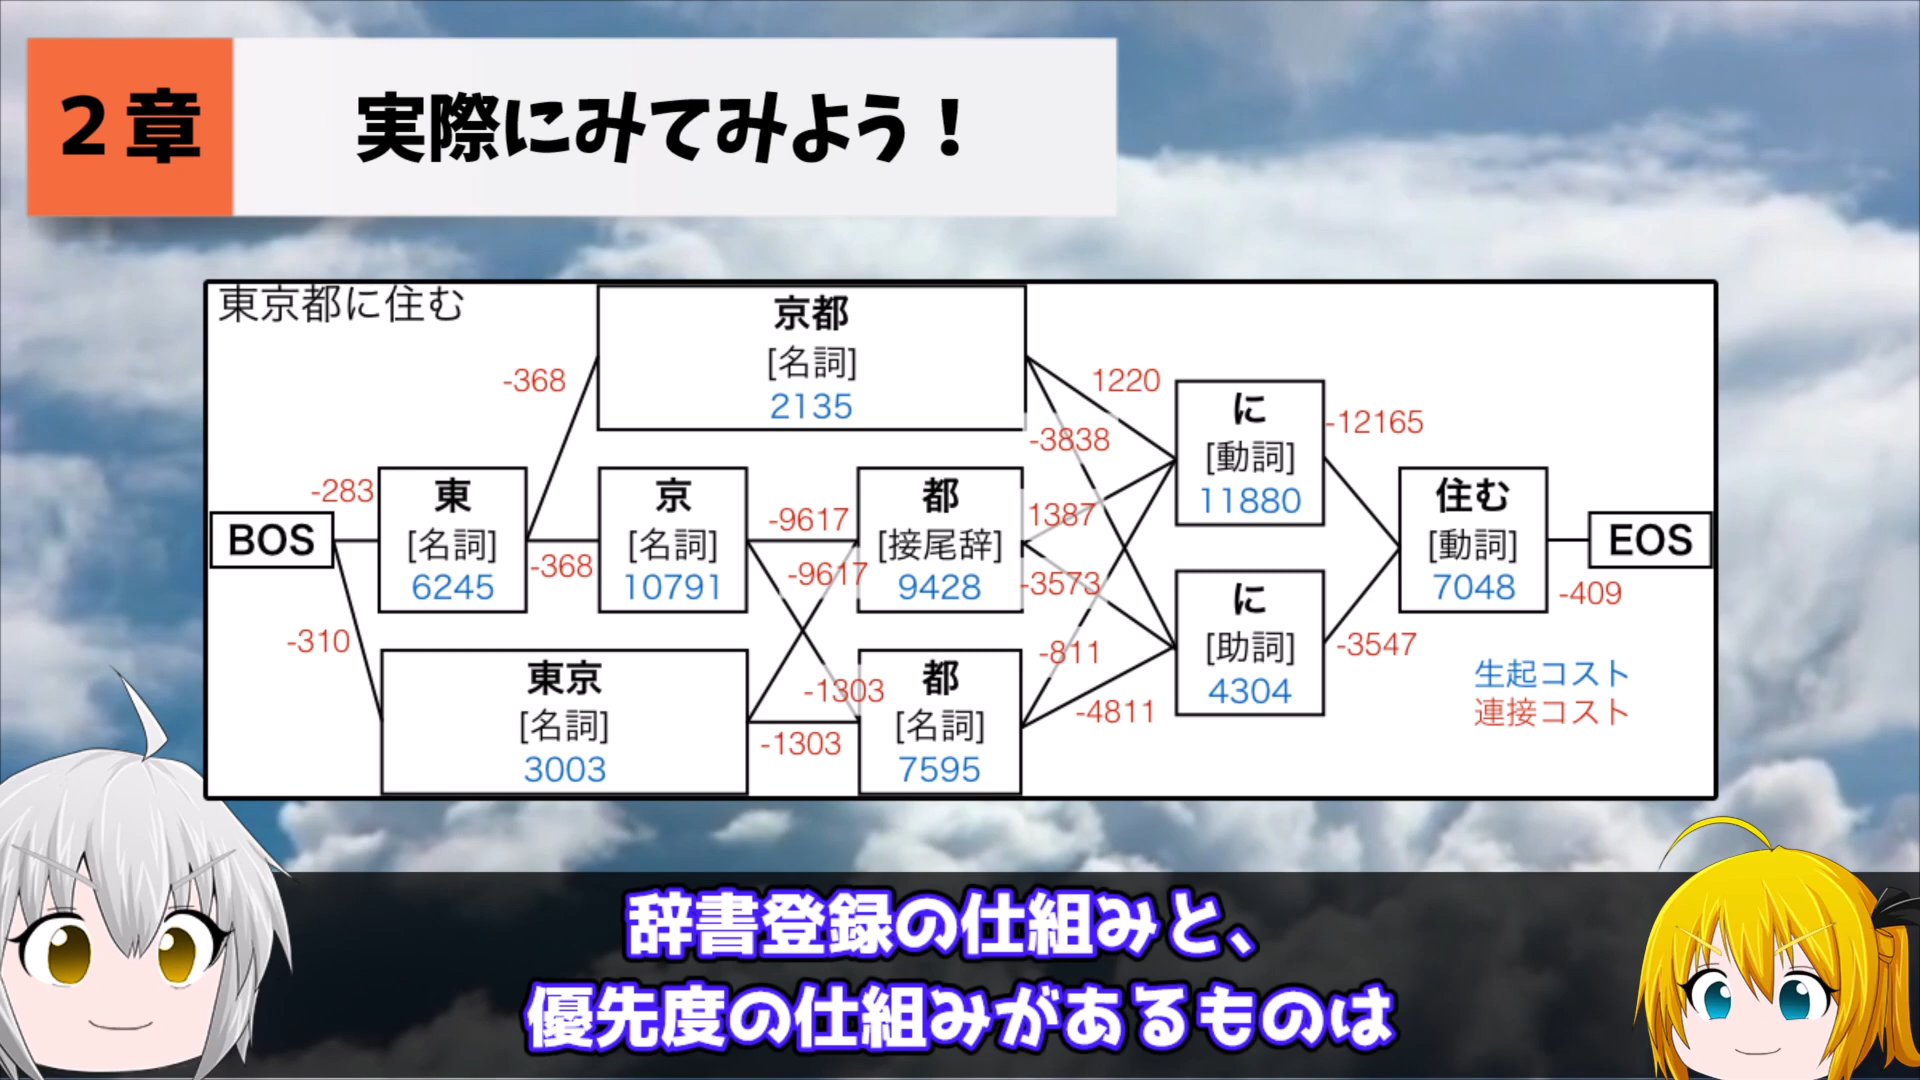 2章
実際にみてみよう！
東京都に住む
京都
[名詞]
2135
-368
1220
-3838
に
[動詞]
11880
-12165
-283
BOS
東
[名詞]
6245
-368
京
[名詞]
10791
-9617
-9617
都
[接尾辞]
9428
1387
-3573
住む
[動詞]
7048
EOS
-409
-310
東京
[名詞]
3003
-1303
-1303
都
[名詞]
7595
-811
-4811
に
[助詞]
4304
-3547
生起コスト
連接コスト
辞書登録の仕組みと、
優先度の仕組みがあるものは